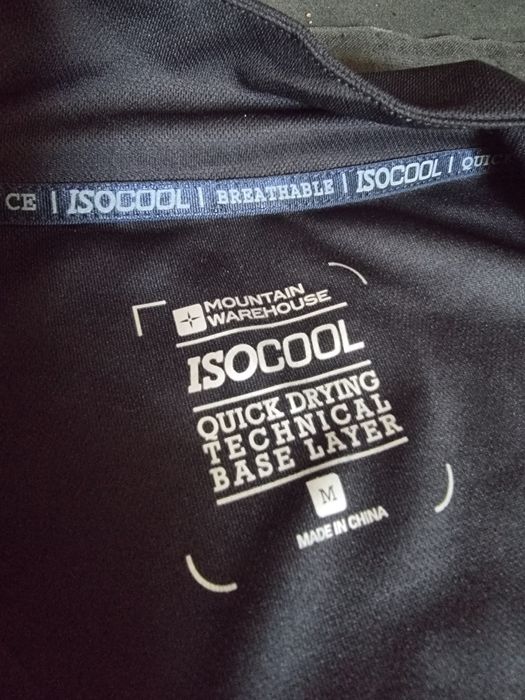 CE | ISOCOOL | BREATHABLE | ISOCOOL | QUICK
MOUNTAIN
WAREHOUSE
ISOCOOL
QUICK DRYING
TECHNICAL
BASE LAYER
M
MADE IN CHINA